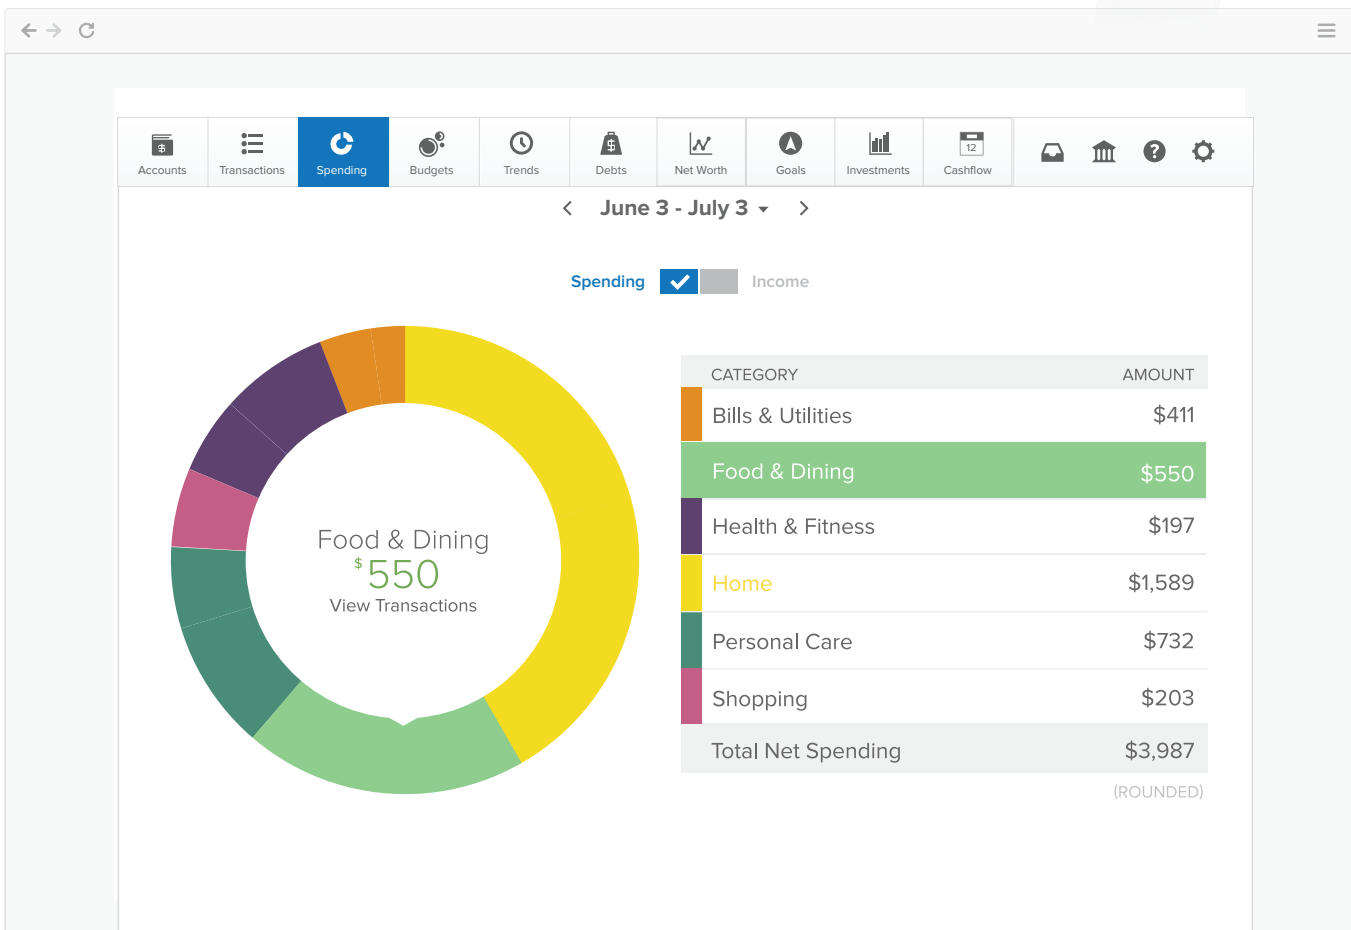 Accounts
Transactions
Spending
Budgets
Trends
$
Debts
Net Worth
Goals
Investments
12
Cashflow
?
June 3 - July 3
Spending
Income
CATEGORY AMOUNT
Bills & Utilities $411
Food & Dining $550
Health & Fitness $197
Home $1,589
Personal Care $732
Shopping $203
Total Net Spending $3,987
(ROUNDED)
Food & Dining
$550
View Transactions